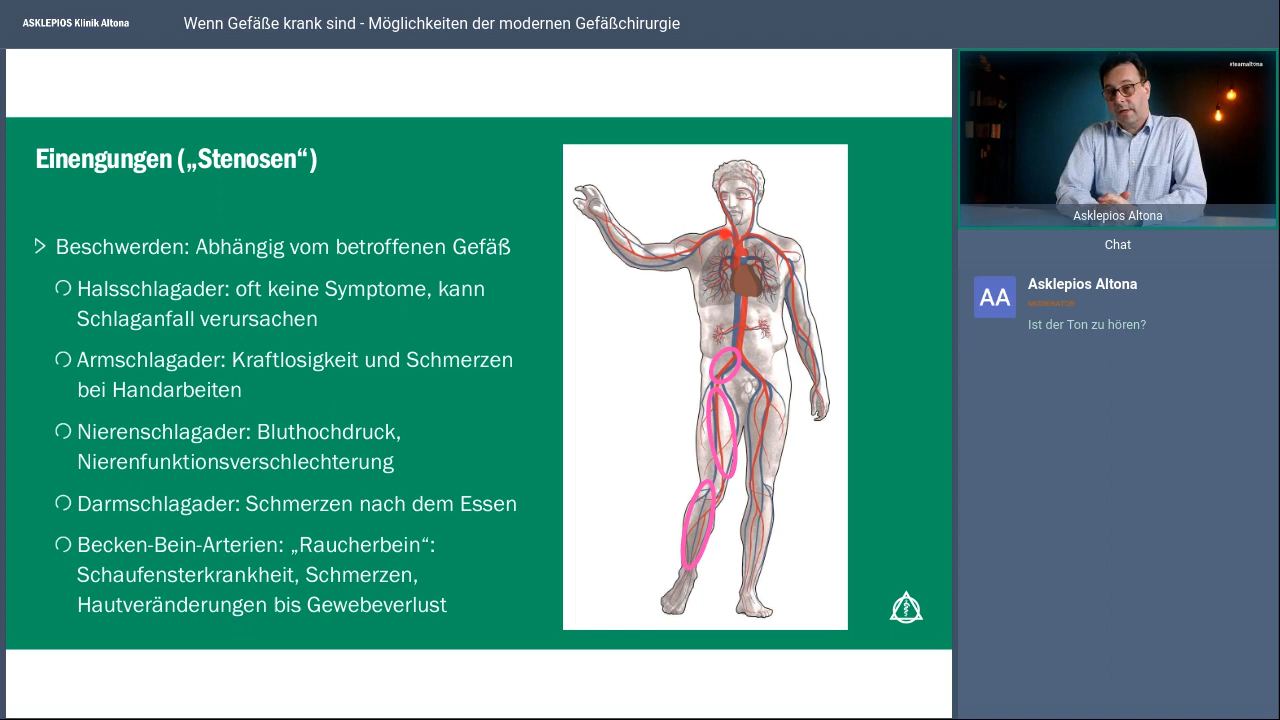 ASKLEPIOS Klinik Altona
Wenn Gefäße krank sind - Möglichkeiten der modernen Gefäßchirurgie
Einengungen („Stenosen“)
Beschwerden: Abhängig vom betroffenen Gefäß
Halsschlagader: oft keine Symptome, kann
Schlaganfall verursachen
Armschlagader: Kraftlosigkeit und Schmerzen
bei Handarbeiten
Nierenschlagader: Bluthochdruck,
Nierenfunktionsverschlechterung
Darmschlagader: Schmerzen nach dem Essen
Becken-Bein-Arterien: „Raucherbein“:
Schaufensterkrankheit, Schmerzen,
Hautveränderungen bis Gewebeverlust
#teamaltona
Asklepios Altona
Chat
AA
Asklepios Altona
MODERATOR
Ist der Ton zu hören?